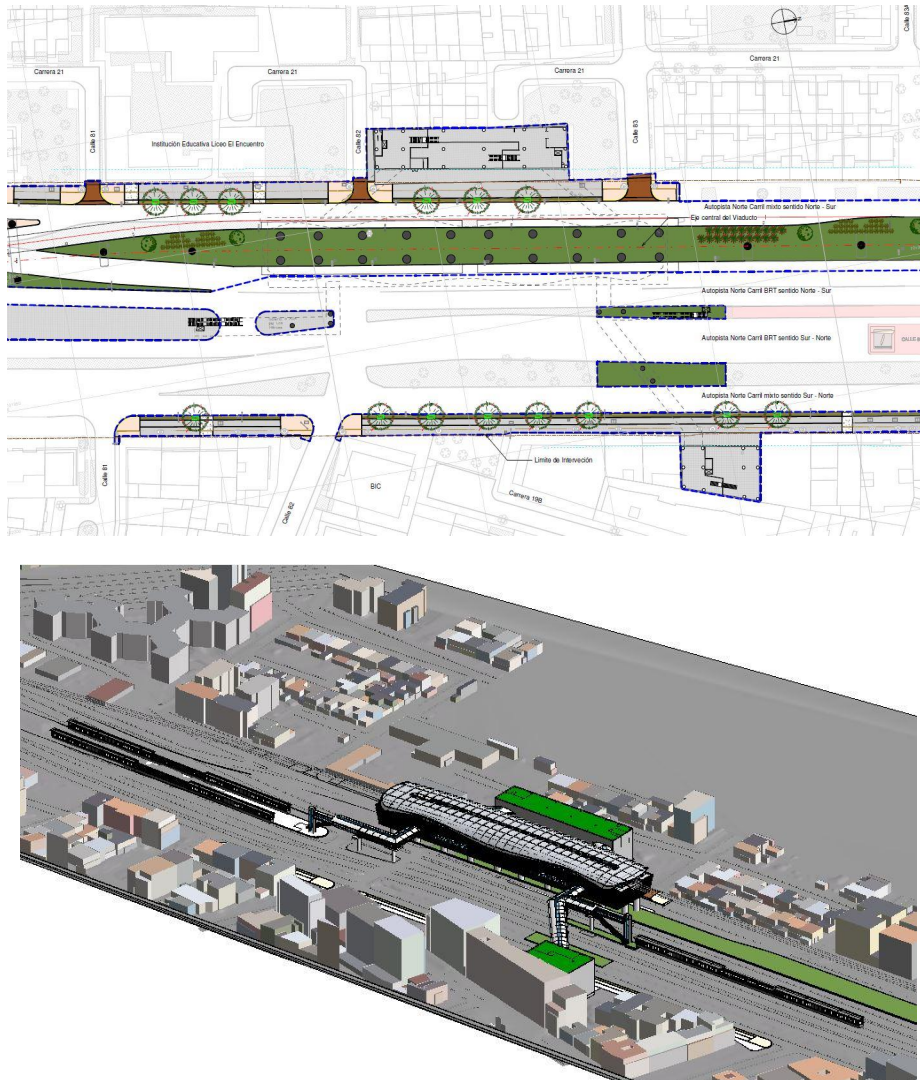 Calle 83A
Carrera 21
Carrera 21
Carrera 21
Carrera 21
Calle 81
Calle 82
Calle 83
Institución Educativa Liceo El Encuentro
Autopista Norte Carril mixto sentido Norte - Sur
Eje central del Viaducto
Autopista Norte Carril BRT sentido Norte - Sur
Autopista Norte Carril BRT sentido Sur - Norte
Autopista Norte Carril mixto sentido Sur - Norte
Límite de Interveción
Calle 81
Calle 82
BIC
Carrera 19B